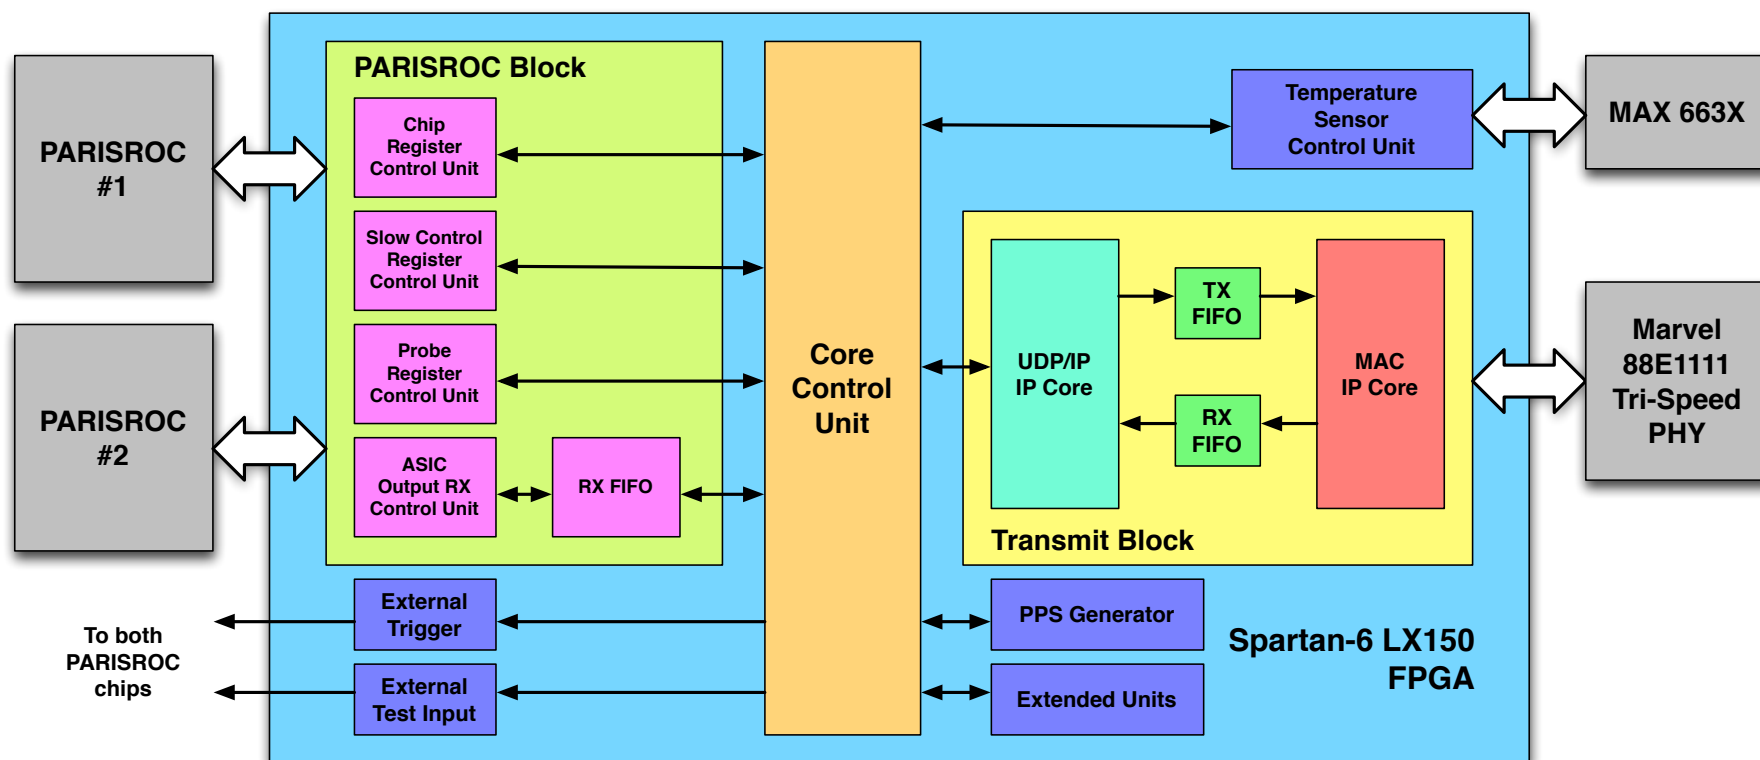 PARISROC
#1
PARISROC
#2
To both
PARISROC
chips
PARISROC Block
Chip
Register
Control Unit
Slow Control
Register
Control Unit
Probe
Register
Control Unit
ASIC
Output RX
Control Unit
RX FIFO
External
Trigger
External
Test Input
Core
Control
Unit
Temperature
Sensor
Control Unit
UDP/IP
IP Core
TX
FIFO
RX
FIFO
MAC
IP Core
Transmit Block
PPS Generator
Extended Units
Spartan-6 LX150
FPGA
MAX 663X
Marvel
88E1111
Tri-Speed
PHY